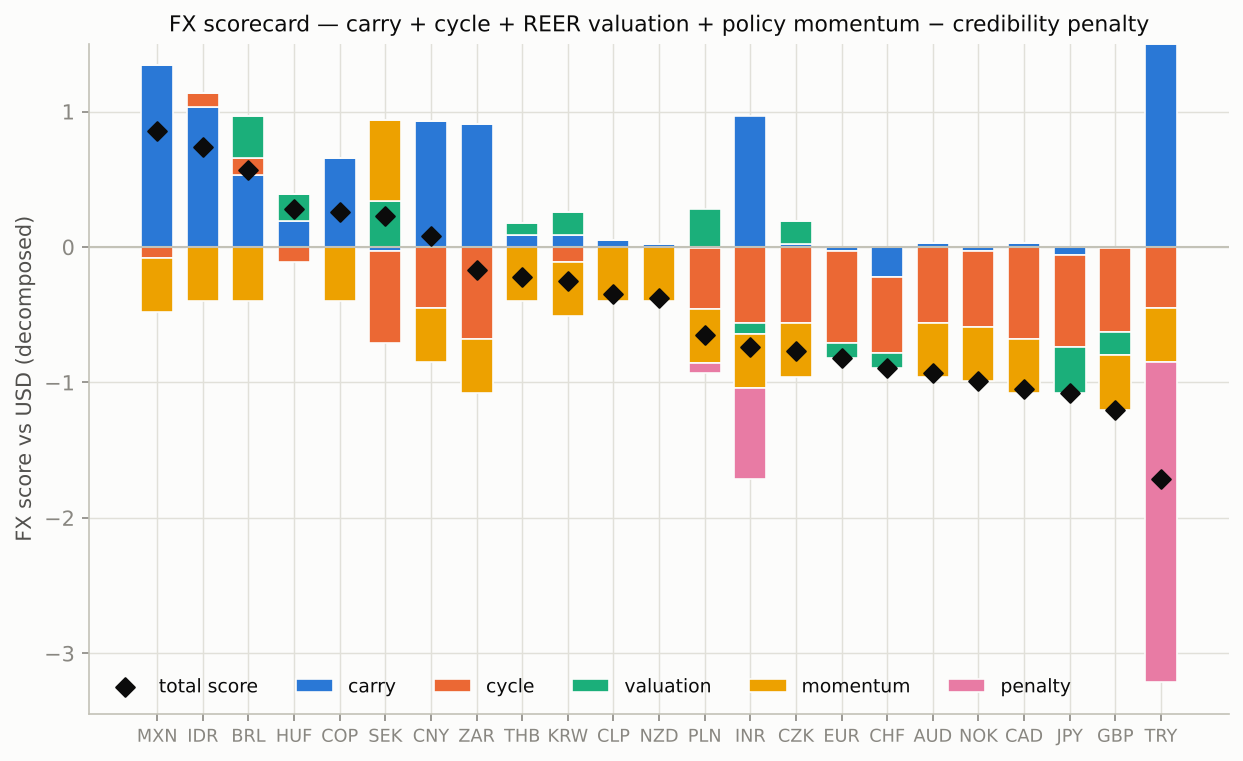 FX scorecard — carry + cycle + REER valuation + policy momentum − credibility penalty
FX score vs USD (decomposed)
1
0
−1
−2
−3
total score carry cycle valuation momentum penalty
MXN IDR BRL HUF COP SEK CNY ZAR THB KRW CLP NZD PLN INR CZK EUR CHF AUD NOK CAD JPY GBP TRY